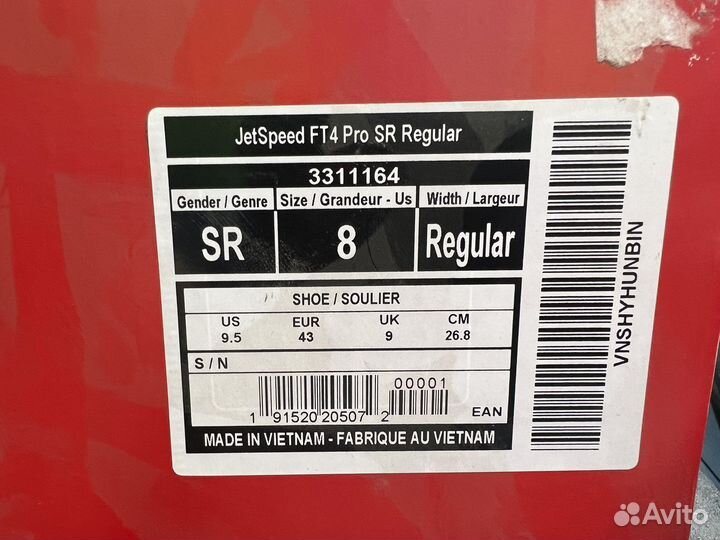 JetSpeed FT4 Pro SR Regular
3311164
Gender / Genre Size / Grandeur - Us Width / Largeur
SR 8 Regular
SHOE / SOULIER
US EUR UK CM
9.5 43 9 26.8
S / N
00001
1 91520 20507 2 EAN
MADE IN VIETNAM - FABRIQUE AU VIETNAM
VNSHYHUNBIN
Avito